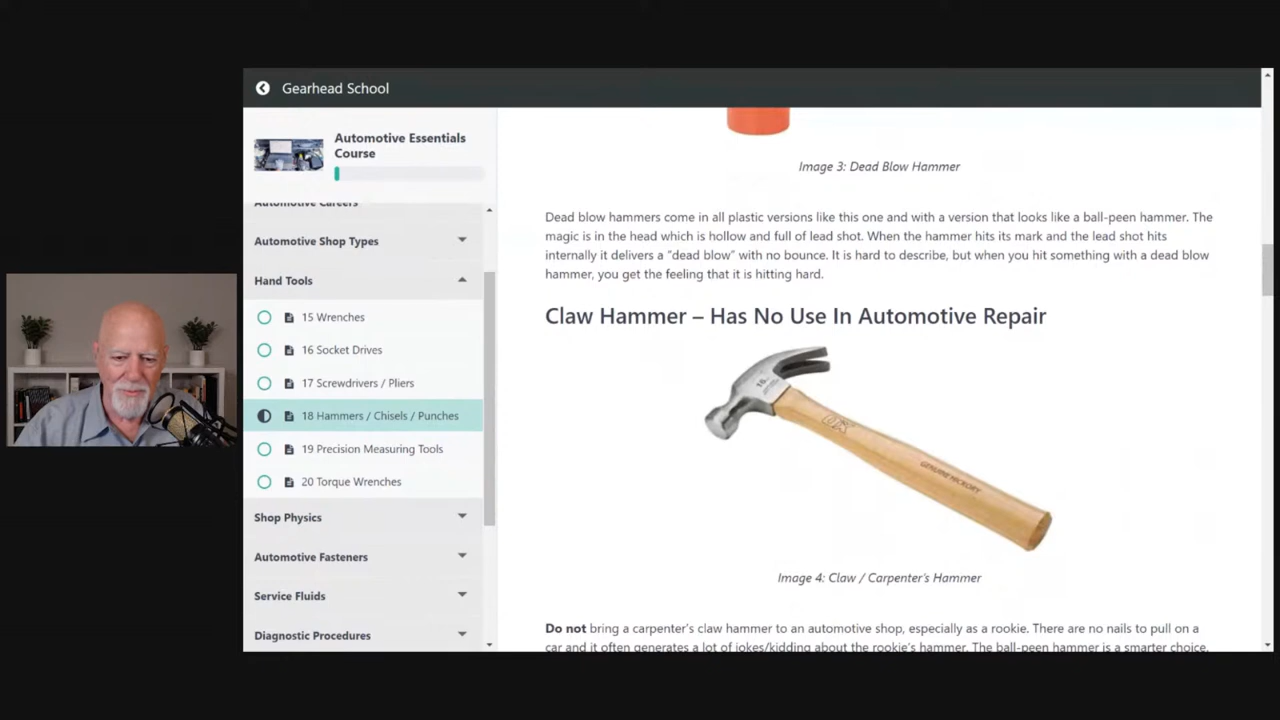 Gearhead School
Automotive Essentials
Course
Automotive Careers
Automotive Shop Types
Hand Tools
15 Wrenches
16 Socket Drives
17 Screwdrivers / Pliers
18 Hammers / Chisels / Punches
19 Precision Measuring Tools
20 Torque Wrenches
Shop Physics
Automotive Fasteners
Service Fluids
Diagnostic Procedures
Image 3: Dead Blow Hammer
Dead blow hammers come in all plastic versions like this one and with a version that looks like a ball-peen hammer. The
magic is in the head which is hollow and full of lead shot. When the hammer hits its mark and the lead shot hits
internally it delivers a “dead blow” with no bounce. It is hard to describe, but when you hit something with a dead blow
hammer, you get the feeling that it is hitting hard.
Claw Hammer – Has No Use In Automotive Repair
GENUINE HICKORY
Image 4: Claw / Carpenter’s Hammer
Do not bring a carpenter’s claw hammer to an automotive shop, especially as a rookie. There are no nails to pull on a
car and it often generates a lot of jokes/kidding about the rookie’s hammer. The ball-peen hammer is a smarter choice.